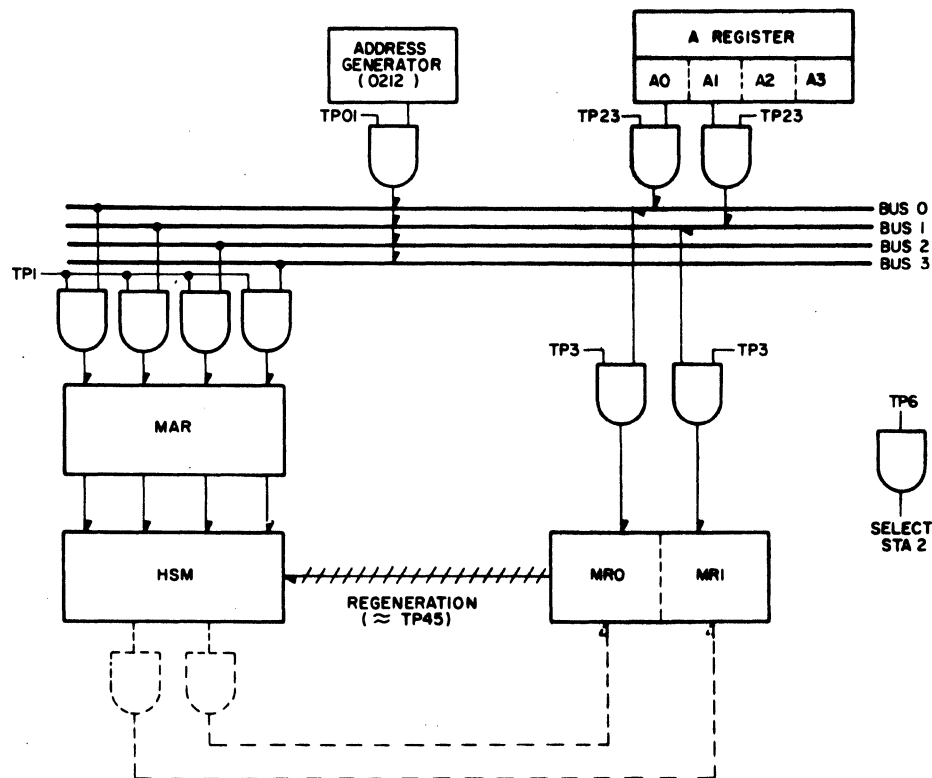 ADDRESS
GENERATOR
(0212)
A REGISTER
A0 A1 A2 A3
TP01
TP23
TP23
BUS 0
BUS 1
BUS 2
BUS 3
TP1
TP3
TP3
MAR
TP6
SELECT
STA 2
HSM
MR0
MR1
REGENERATION
(≈ TP45)